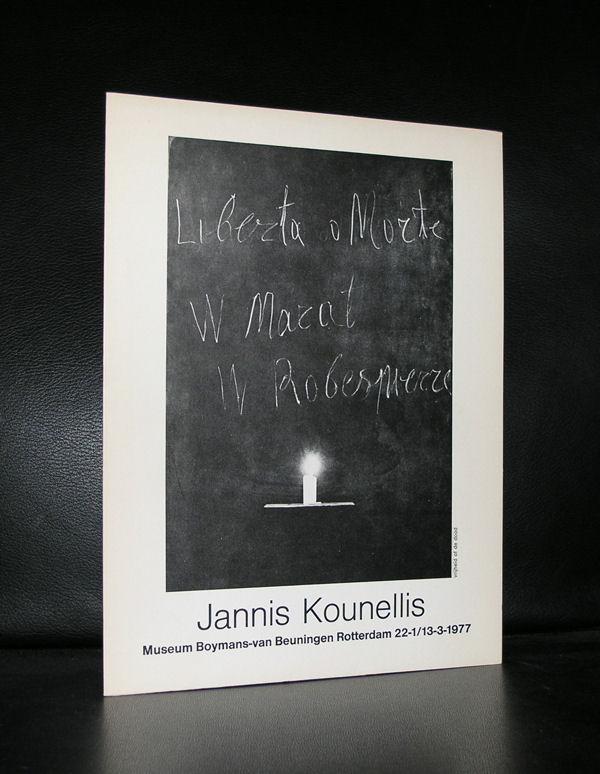 Liberta o Morte
W Marat
W Robespierre
vrijheid of de dood
Jannis Kounellis
Museum Boymans-van Beuningen Rotterdam 22-1/13-3-1977